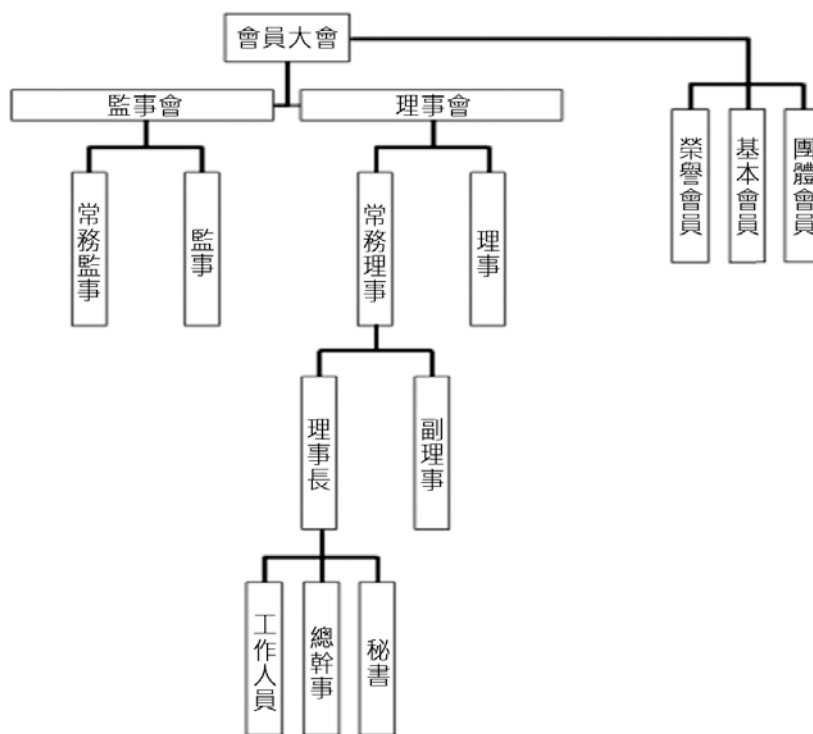 會員大會
監事會
理事會
榮譽會員
基本會員
團體會員
常務監事
監事
常務理事
理事
理事長
副理事
工作人員
總幹事
秘書